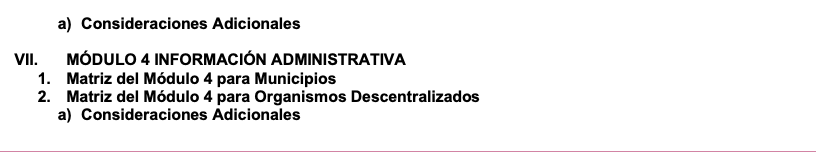 a) Consideraciones Adicionales
VII. MÓDULO 4 INFORMACIÓN ADMINISTRATIVA
1. Matriz del Módulo 4 para Municipios
2. Matriz del Módulo 4 para Organismos Descentralizados
a) Consideraciones Adicionales